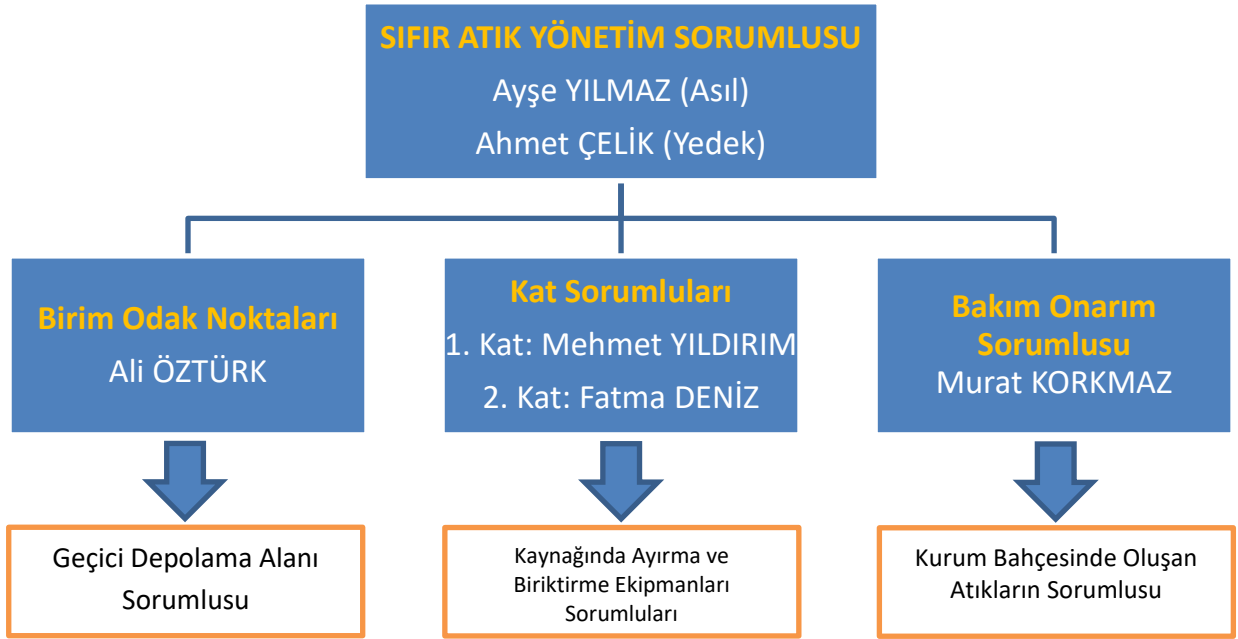 SIFIR ATIK YÖNETİM SORUMLUSU
Ayşe YILMAZ (Asıl)
Ahmet ÇELİK (Yedek)
Birim Odak Noktaları
Ali ÖZTÜRK
Kat Sorumluları
1. Kat: Mehmet YILDIRIM
2. Kat: Fatma DENİZ
Bakım Onarım
Sorumlusu
Murat KORKMAZ
Geçici Depolama Alanı
Sorumlusu
Kaynağında Ayırma ve
Biriktirme Ekipmanları
Sorumluları
Kurum Bahçesinde Oluşan
Atıkların Sorumlusu